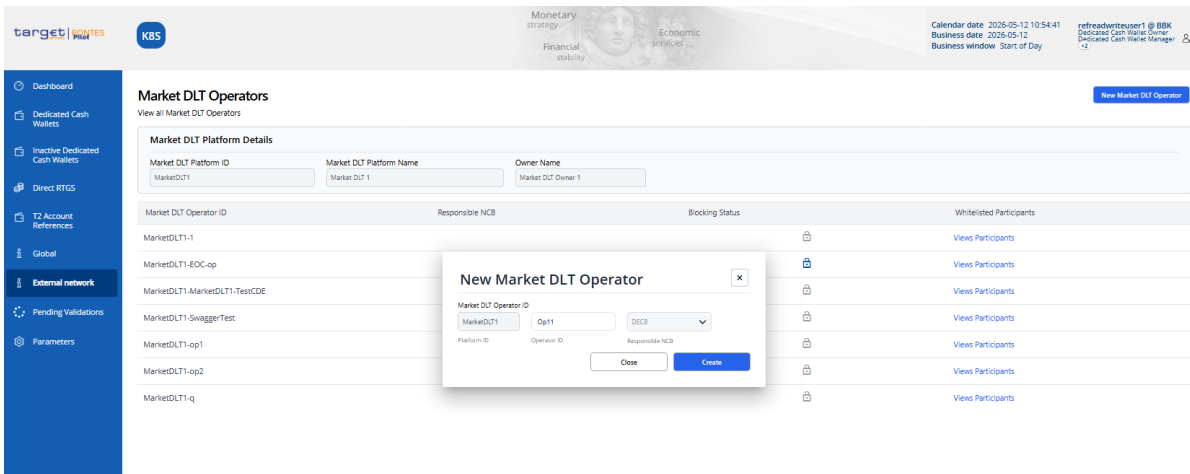 target | PONTES
Pilot
K8S
Monetary
strategy
Economic
services
Financial
stability
Calendar date 2026-05-12 10:54:41
Business date 2026-05-12
Business window Start of Day
refreadwriteuser1 @ BBK
Dedicated Cash Wallet Owner
Dedicated Cash Wallet Manager
+2
Dashboard
Dedicated Cash
Wallets
Inactive Dedicated
Cash Wallets
Direct RTGS
T2 Account
References
Global
External network
Pending Validations
Parameters
Market DLT Operators
New Market DLT Operator
View all Market DLT Operators
Market DLT Platform Details
Market DLT Platform ID Market DLT Platform Name Owner Name
MarketDLT1 Market DLT 1 Market DLT Owner 1
Market DLT Operator ID Responsible NCB Blocking Status Whitelisted Participants
MarketDLT1-1 Views Participants
MarketDLT1-EOC-op Views Participants
MarketDLT1-MarketDLT1-TestCDE Views Participants
MarketDLT1-SwaggerTest Views Participants
MarketDLT1-op1 Views Participants
MarketDLT1-op2 Views Participants
MarketDLT1-q Views Participants
New Market DLT Operator
Market DLT Operator ID
MarketDLT1 Op11 DECB
Platform ID Operator ID Responsible NCB
Close Create